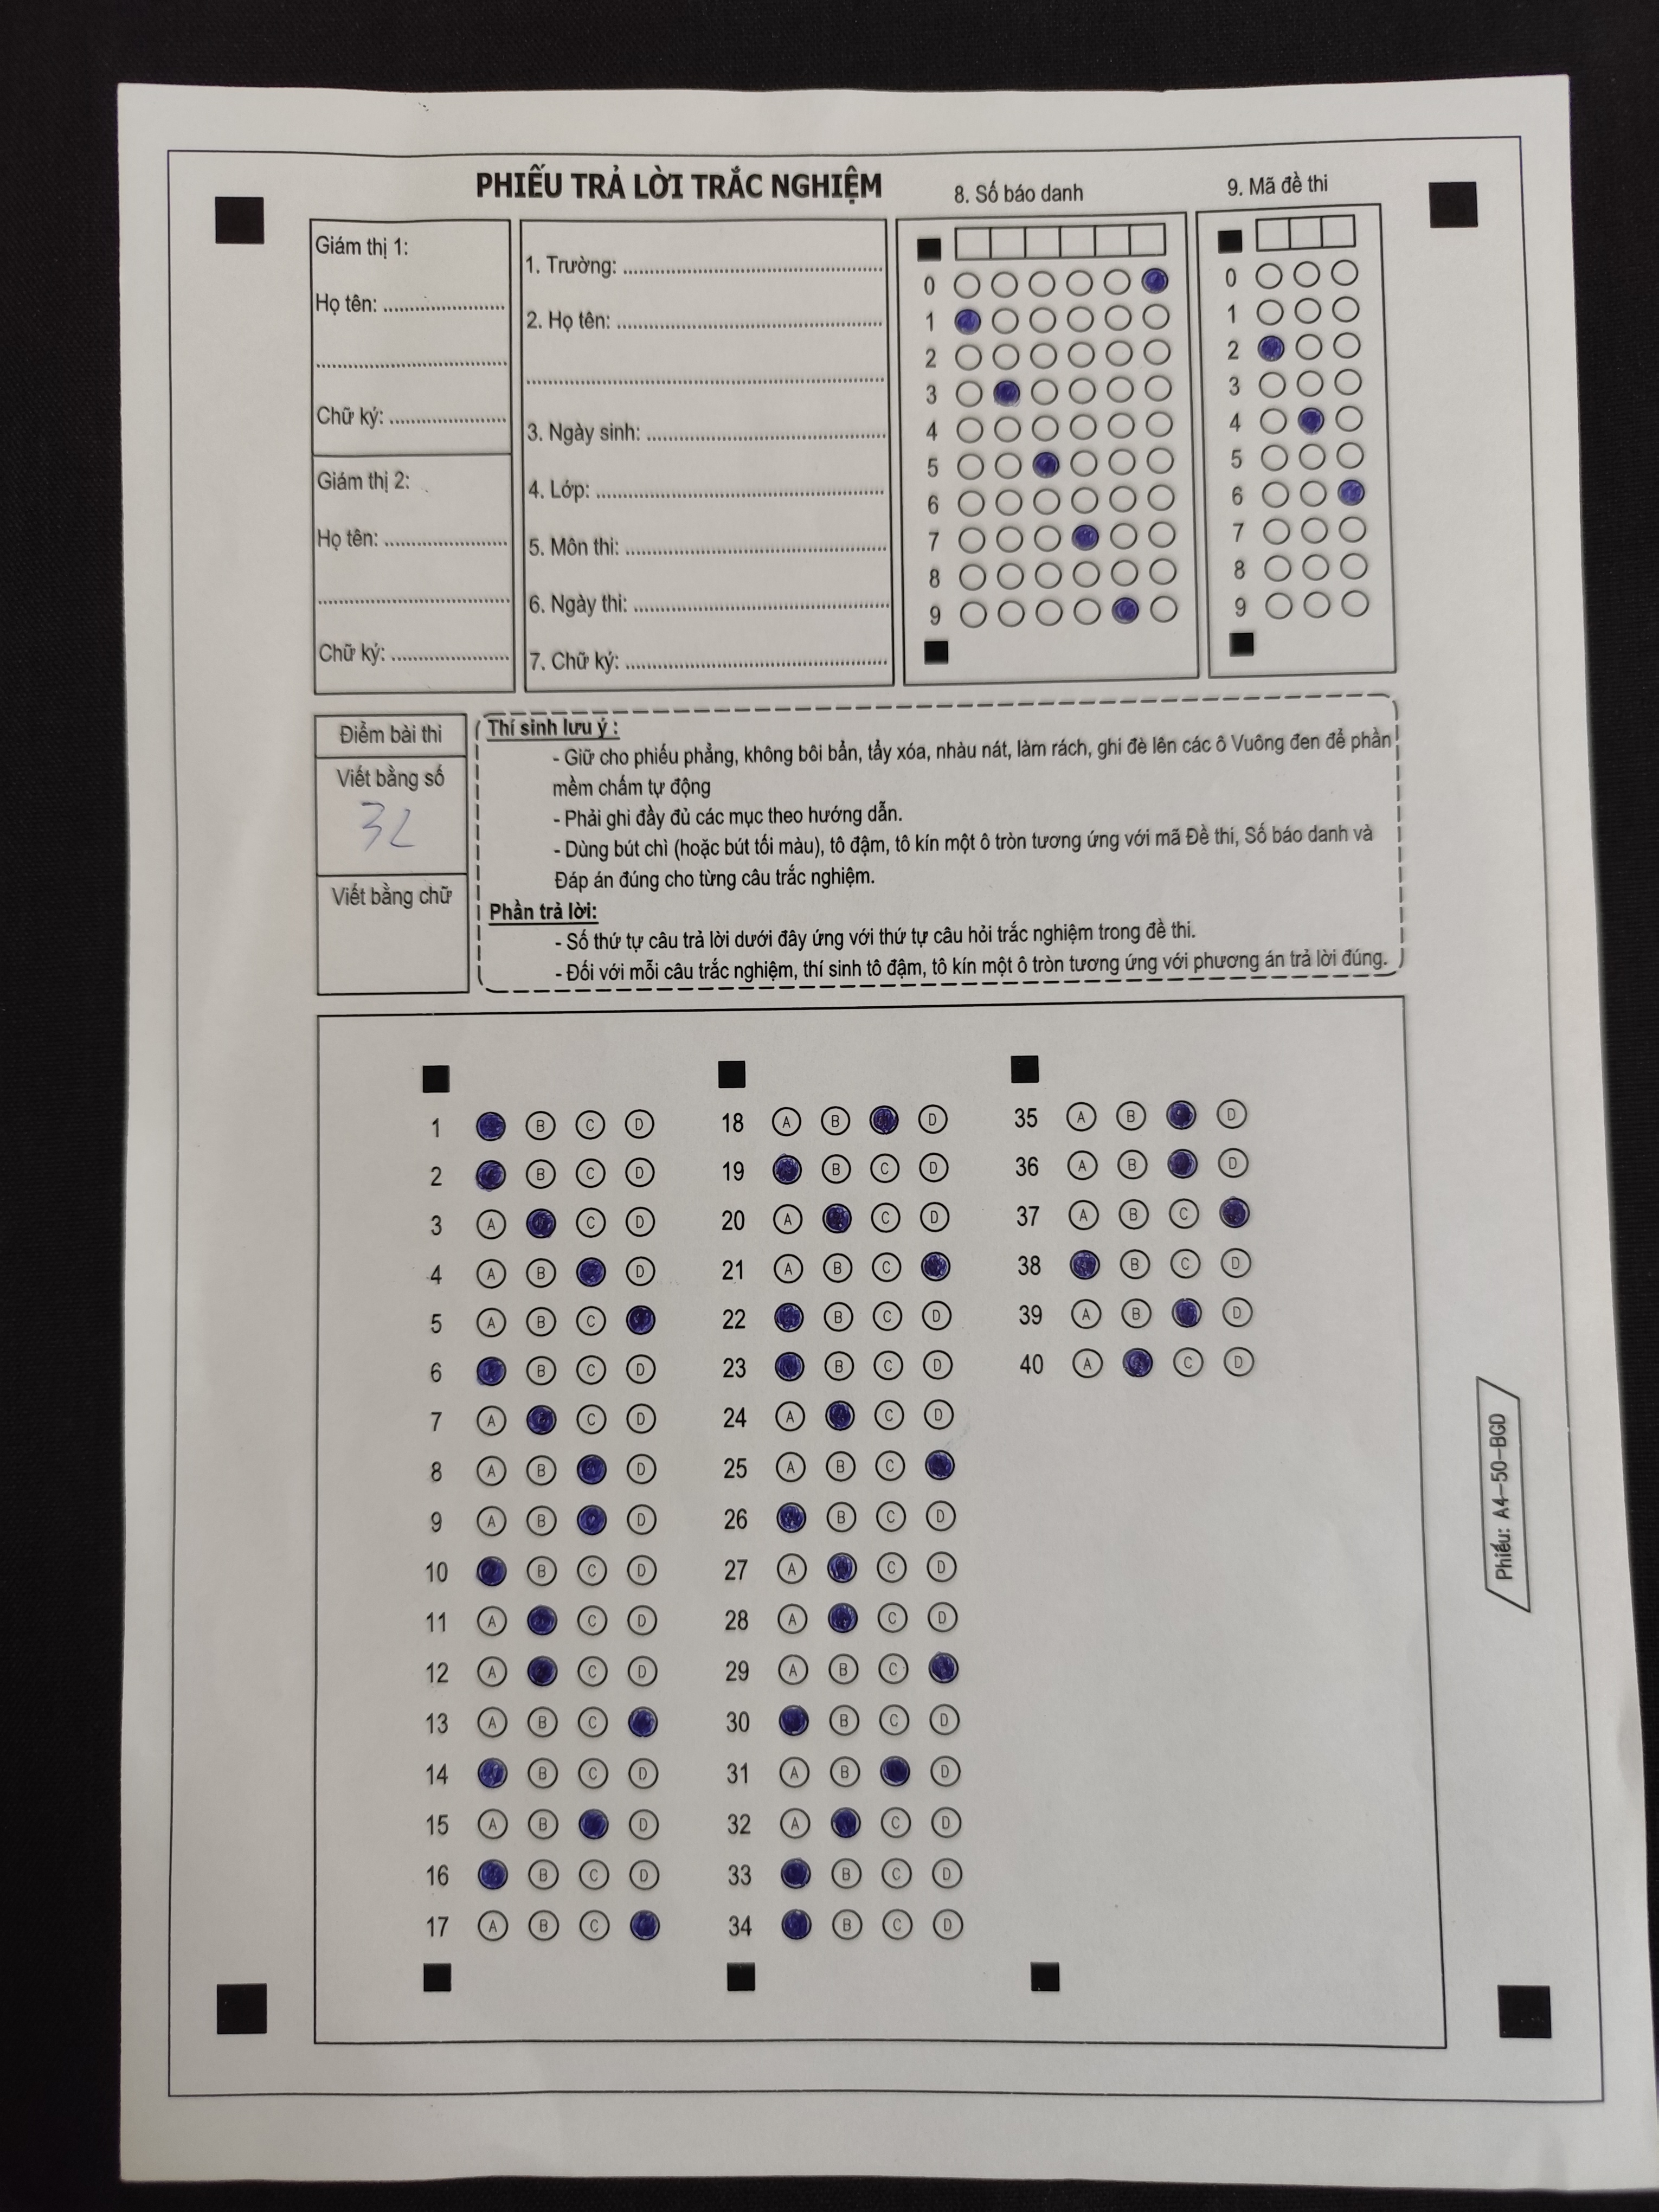 PHIẾU TRẢ LỜI TRẮC NGHIỆM
8. Số báo danh
9. Mã đề thi
Giám thị 1:
Họ tên: ....................
................................
Chữ ký: ....................
Giám thị 2:
Họ tên: ....................
................................
Chữ ký: ....................
1. Trường: ....................
2. Họ tên: ....................
................................
3. Ngày sinh: ....................
4. Lớp: ....................
5. Môn thi: ....................
6. Ngày thi: ....................
7. Chữ ký: ....................
0 0
1 1
2 2
3 3
4 4
5 5
6 6
7 7
8 8
9 9
Điểm bài thi
Viết bằng số
32
Viết bằng chữ
Thí sinh lưu ý :
- Giữ cho phiếu phẳng, không bôi bẩn, tẩy xóa, nhàu nát, làm rách, ghi đè lên các ô Vuông đen để phần
mềm chấm tự động
- Phải ghi đầy đủ các mục theo hướng dẫn.
- Dùng bút chì (hoặc bút tối màu), tô đậm, tô kín một ô tròn tương ứng với mã Đề thi, Số báo danh và
Đáp án đúng cho từng câu trắc nghiệm.
Phần trả lời:
- Số thứ tự câu trả lời dưới đây ứng với thứ tự câu hỏi trắc nghiệm trong đề thi.
- Đối với mỗi câu trắc nghiệm, thí sinh tô đậm, tô kín một ô tròn tương ứng với phương án trả lời đúng.
1 B C D
2 B C D
3 A C D
4 A B D
5 A B C
6 B C D
7 A C D
8 A B D
9 A B D
10 B C D
11 A C D
12 A C D
13 A B C
14 B C D
15 A B D
16 B C D
17 A B C
18 A B D
19 B C D
20 A C D
21 A B C
22 B C D
23 B C D
24 A C D
25 A B C
26 B C D
27 A C D
28 A C D
29 A B C
30 B C D
31 A B D
32 A C D
33 B C D
34 B C D
35 A B D
36 A B D
37 A B C
38 B C D
39 A B D
40 A C D
Phiếu: A4-50-BGD